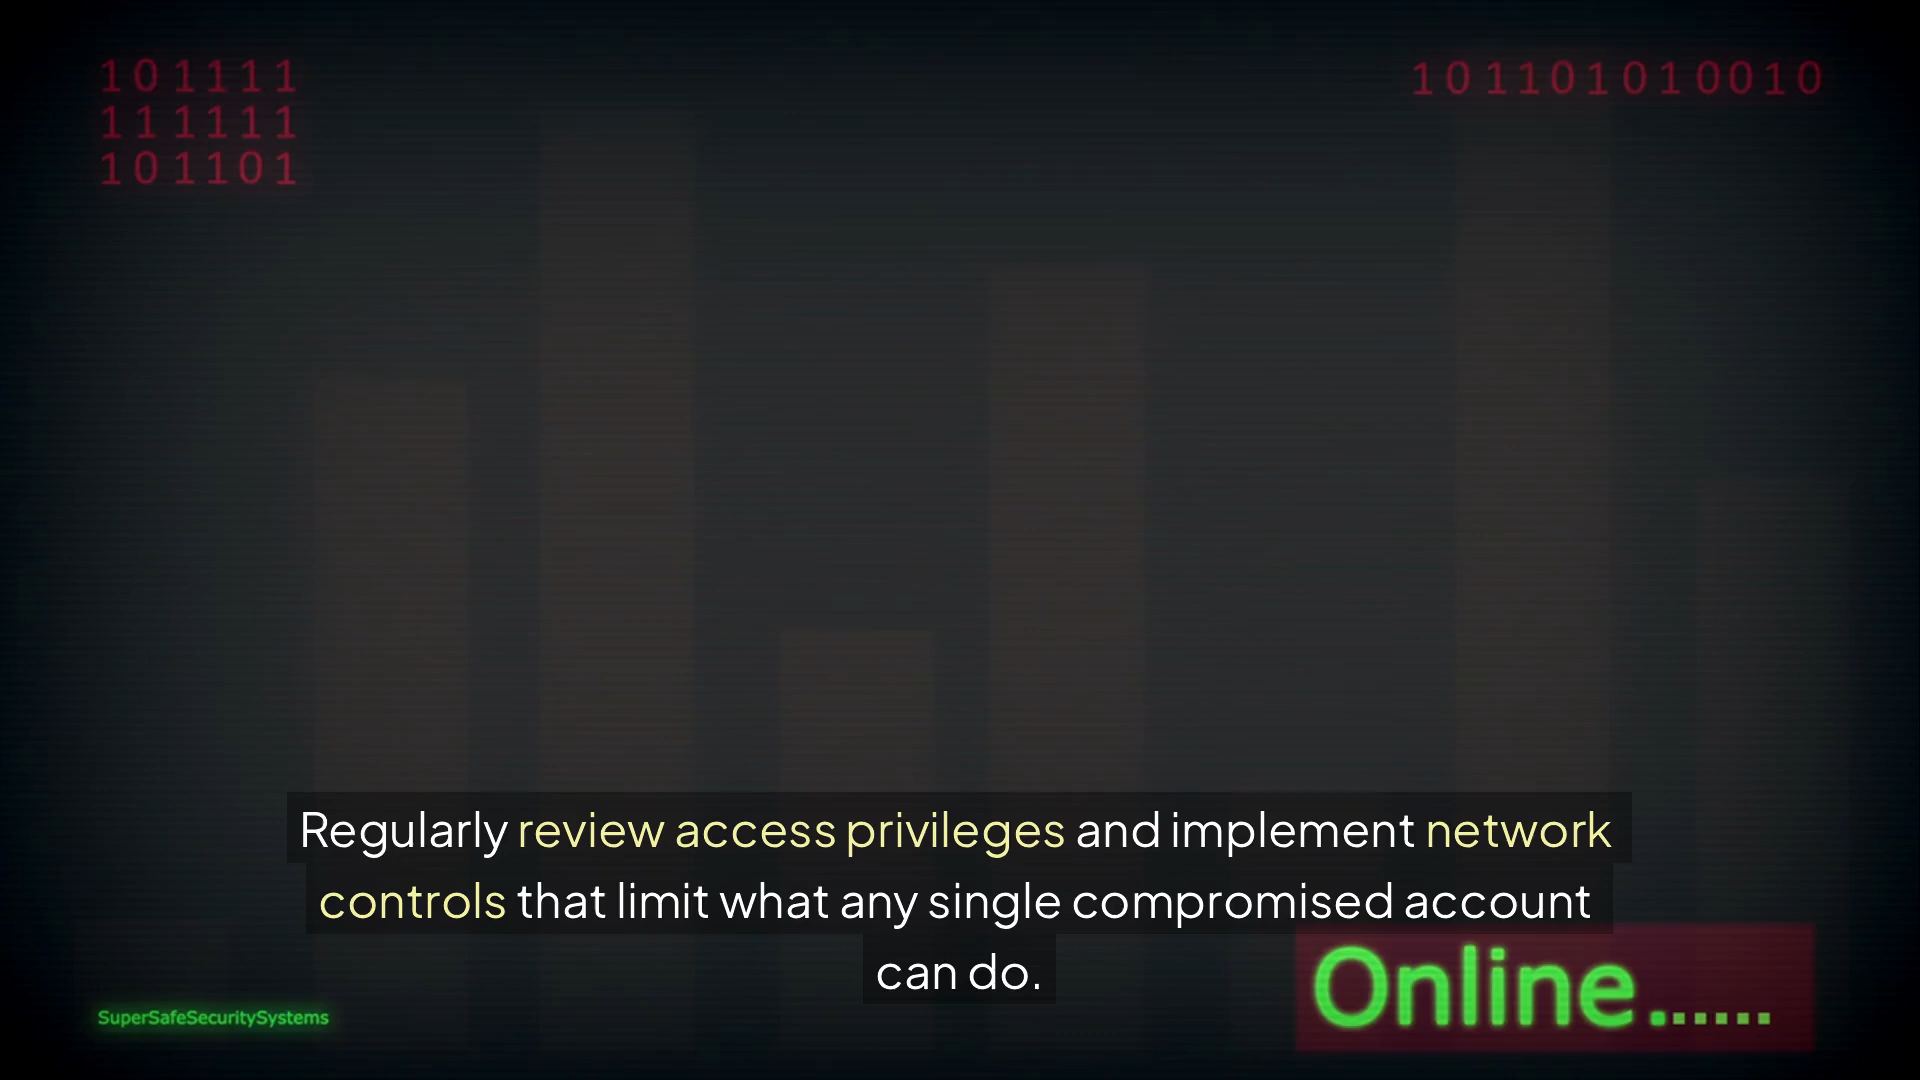 101111
111111
101101
101101010010
Regularly review access privileges and implement network
controls that limit what any single compromised account
can do.
Online......
SuperSafeSecuritySystems